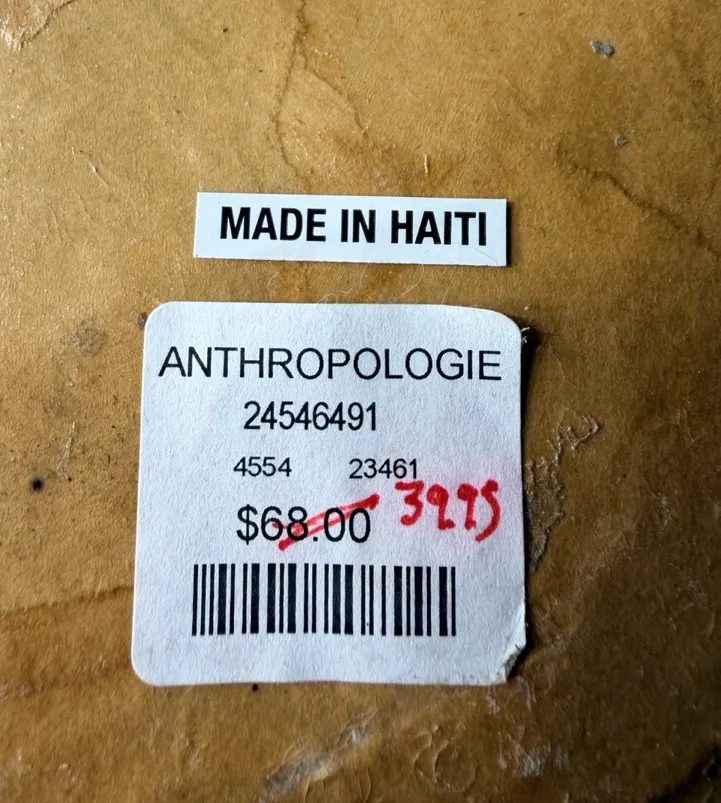 MADE IN HAITI
ANTHROPOLOGIE
24546491
4554 23461
$68.00 3995